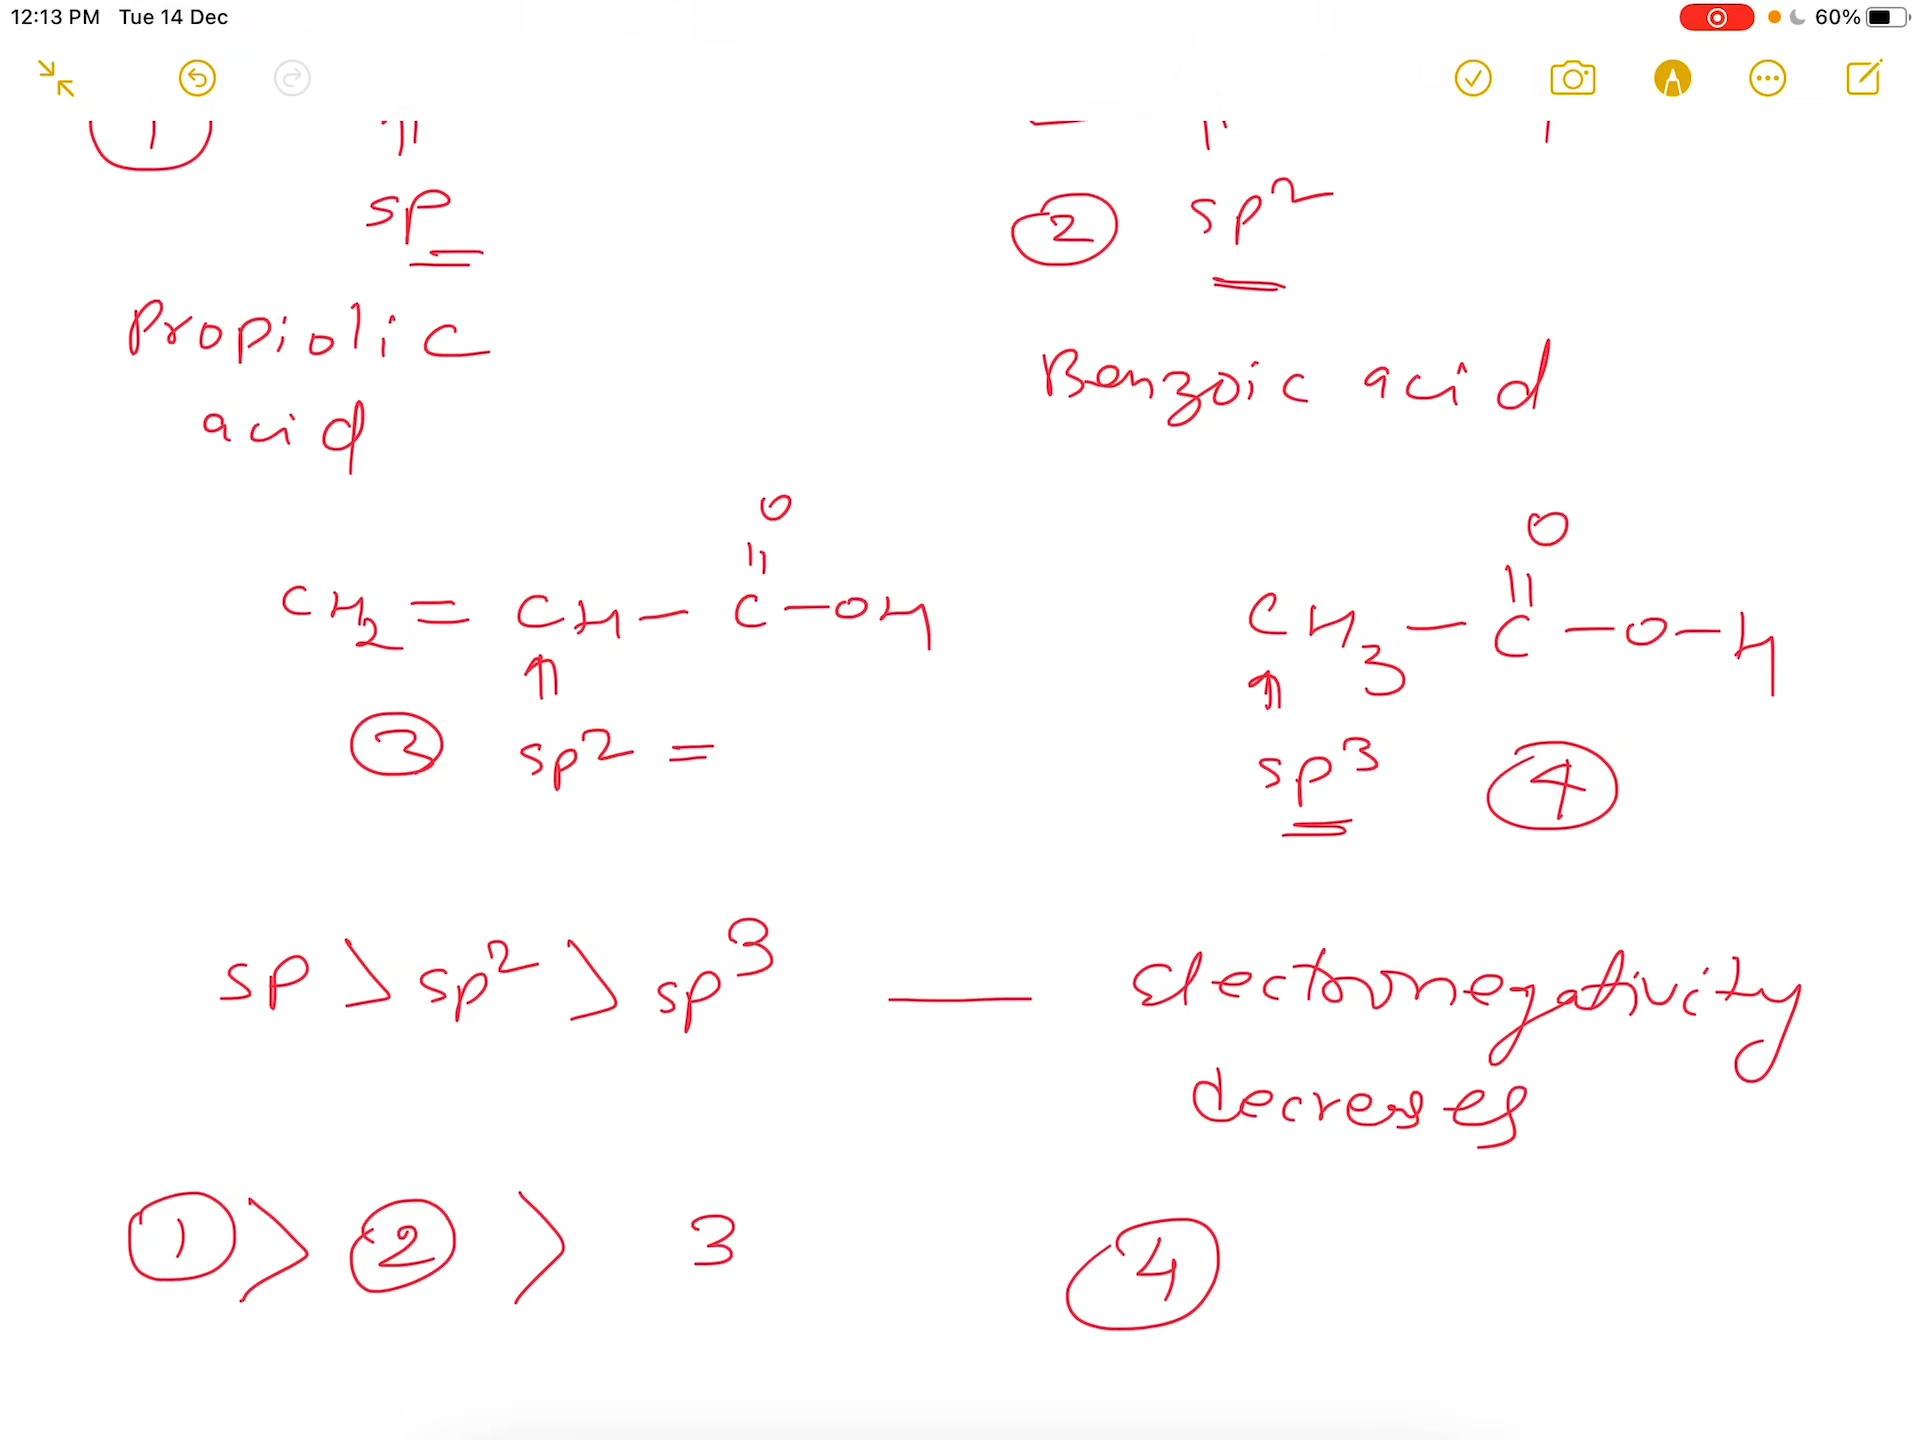 12:13 PM Tue 14 Dec 60%
1
sp
2 sp²
Propiolic
acid
Benzoic acid
O
||
CH₂ = CH - C - OH
3 sp² =
O
||
CH₃ - C - O - H
sp³ 4
sp > sp² > sp³ — Electronegativity
decreses
1 > 2 > 3 4